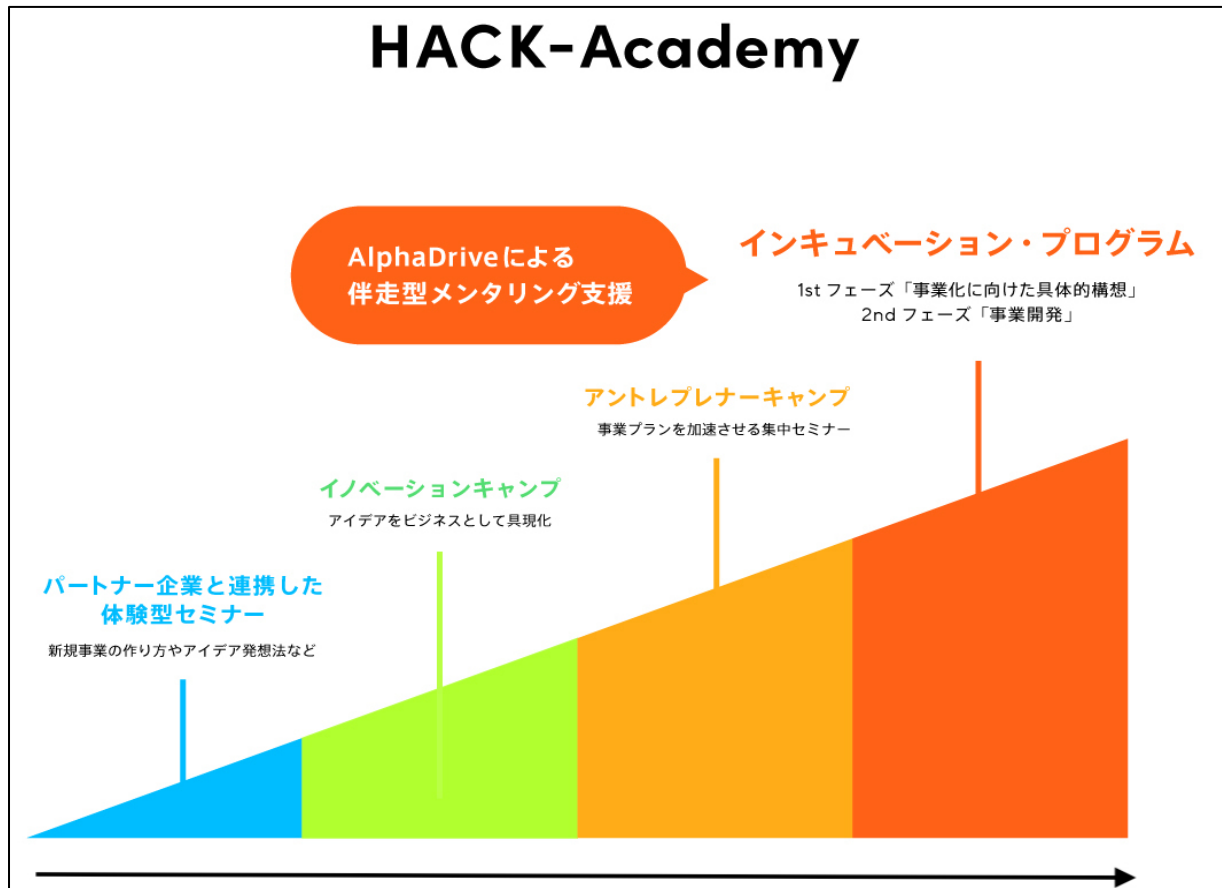 HACK-Academy
AlphaDriveによる
伴走型メンタリング支援
インキュベーション・プログラム
1st フェーズ「事業化に向けた具体的構想」
2nd フェーズ「事業開発」
アントレプレナーキャンプ
事業プランを加速させる集中セミナー
イノベーションキャンプ
アイデアをビジネスとして具現化
パートナー企業と連携した
体験型セミナー
新規事業の作り方やアイデア発想法など